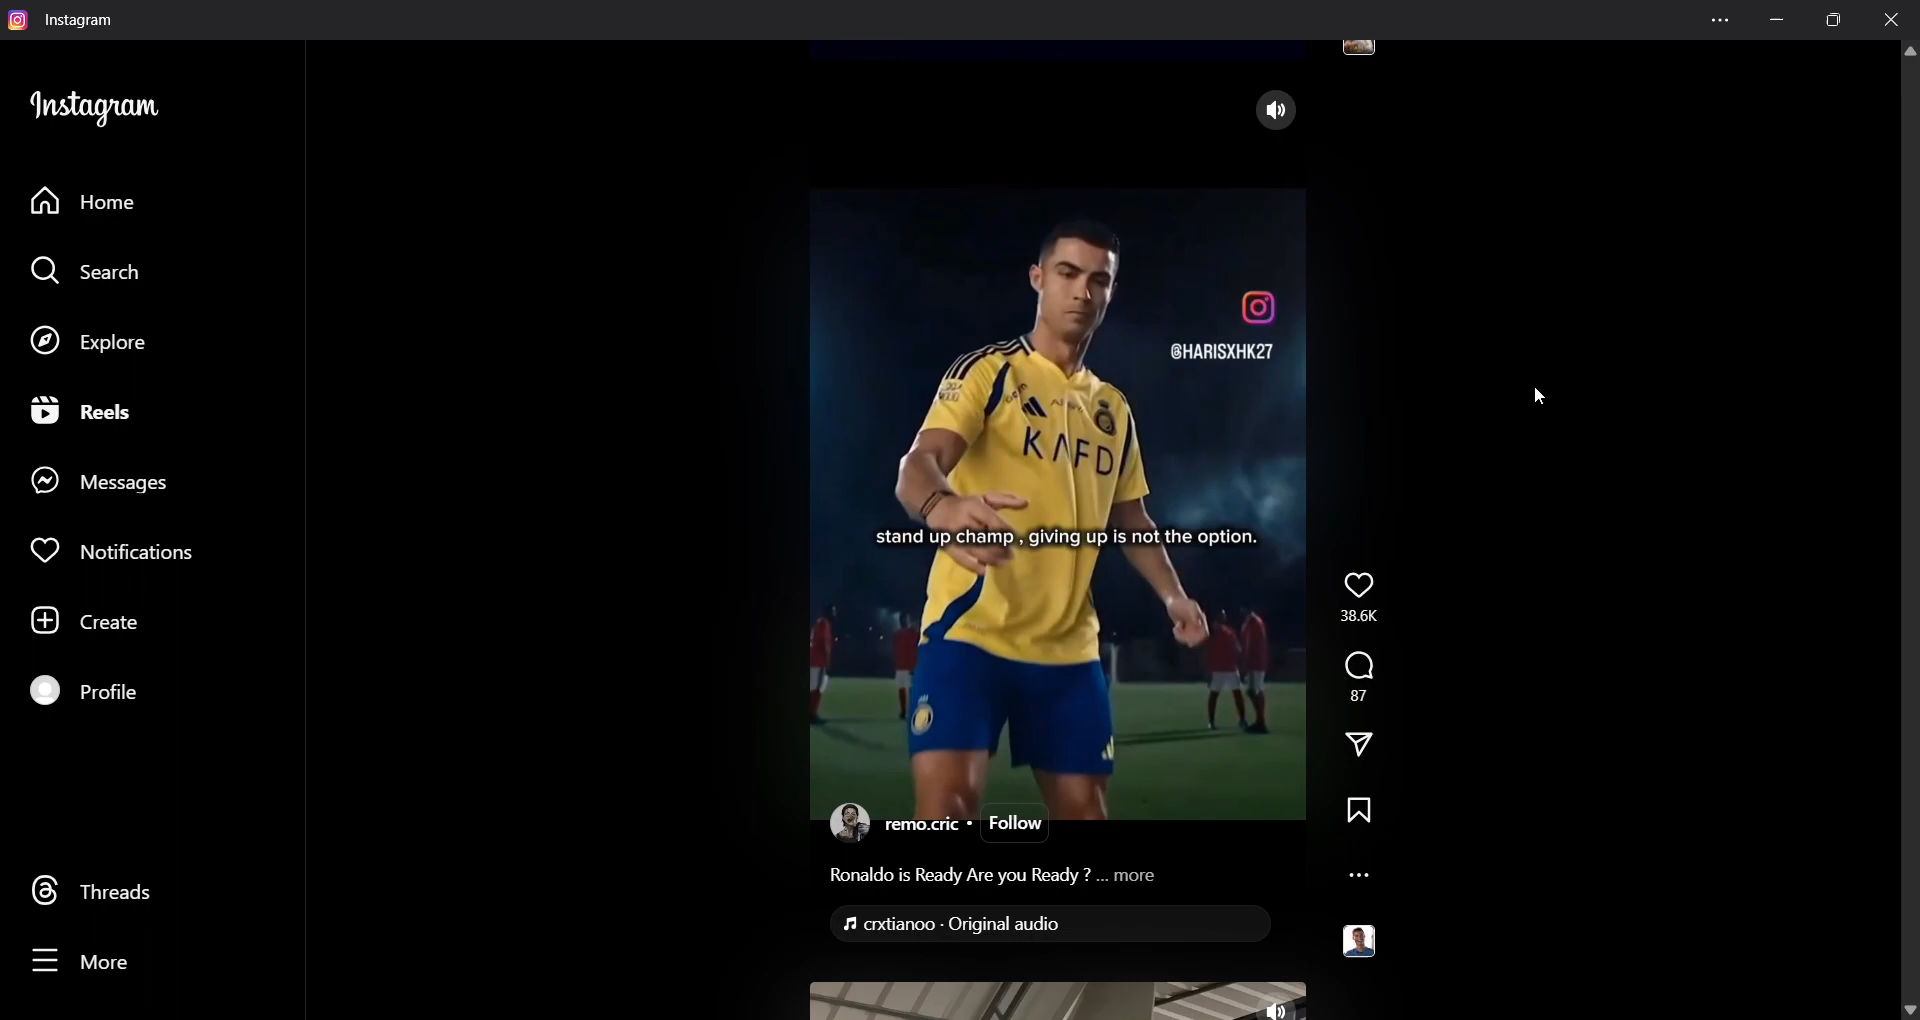 Instagram
Instagram
Home
Search
Explore
Reels
Messages
Notifications
Create
Profile
Threads
More
@HARISXHK27
KAFD
stand up champ , giving up is not the option.
38.6K
87
remo.cric • Follow
Ronaldo is Ready Are you Ready ? ... more
crxtianoo · Original audio